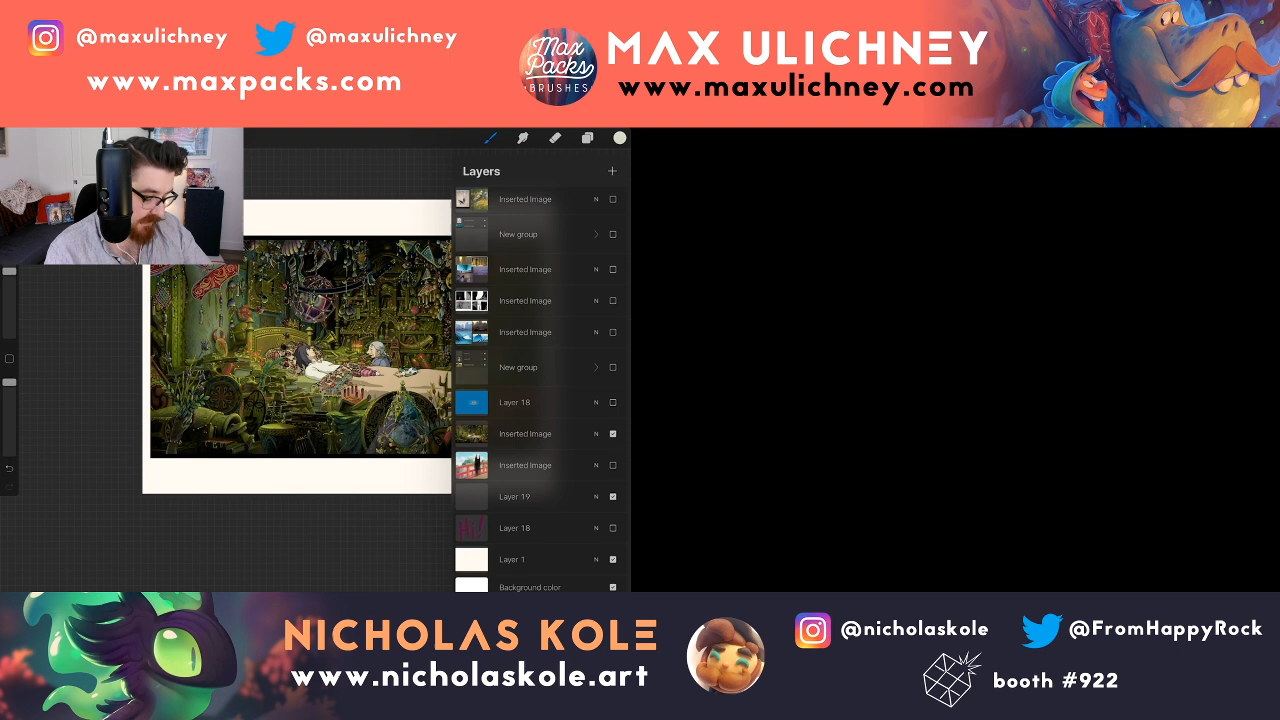 @maxulichney
@maxulichney
www.maxpacks.com
Max
Packs
BRUSHES
MAX ULICHNEY
www.maxulichney.com
Layers
Inserted Image N
New group
Inserted Image N
Inserted Image N
Inserted Image N
New group
Layer 18 N
Inserted Image N
Inserted Image N
Layer 19 N
Layer 18 N
Layer 1 N
Background color
NICHOLAS KOLE
www.nicholaskole.art
@nicholaskole
@FromHappyRock
booth #922